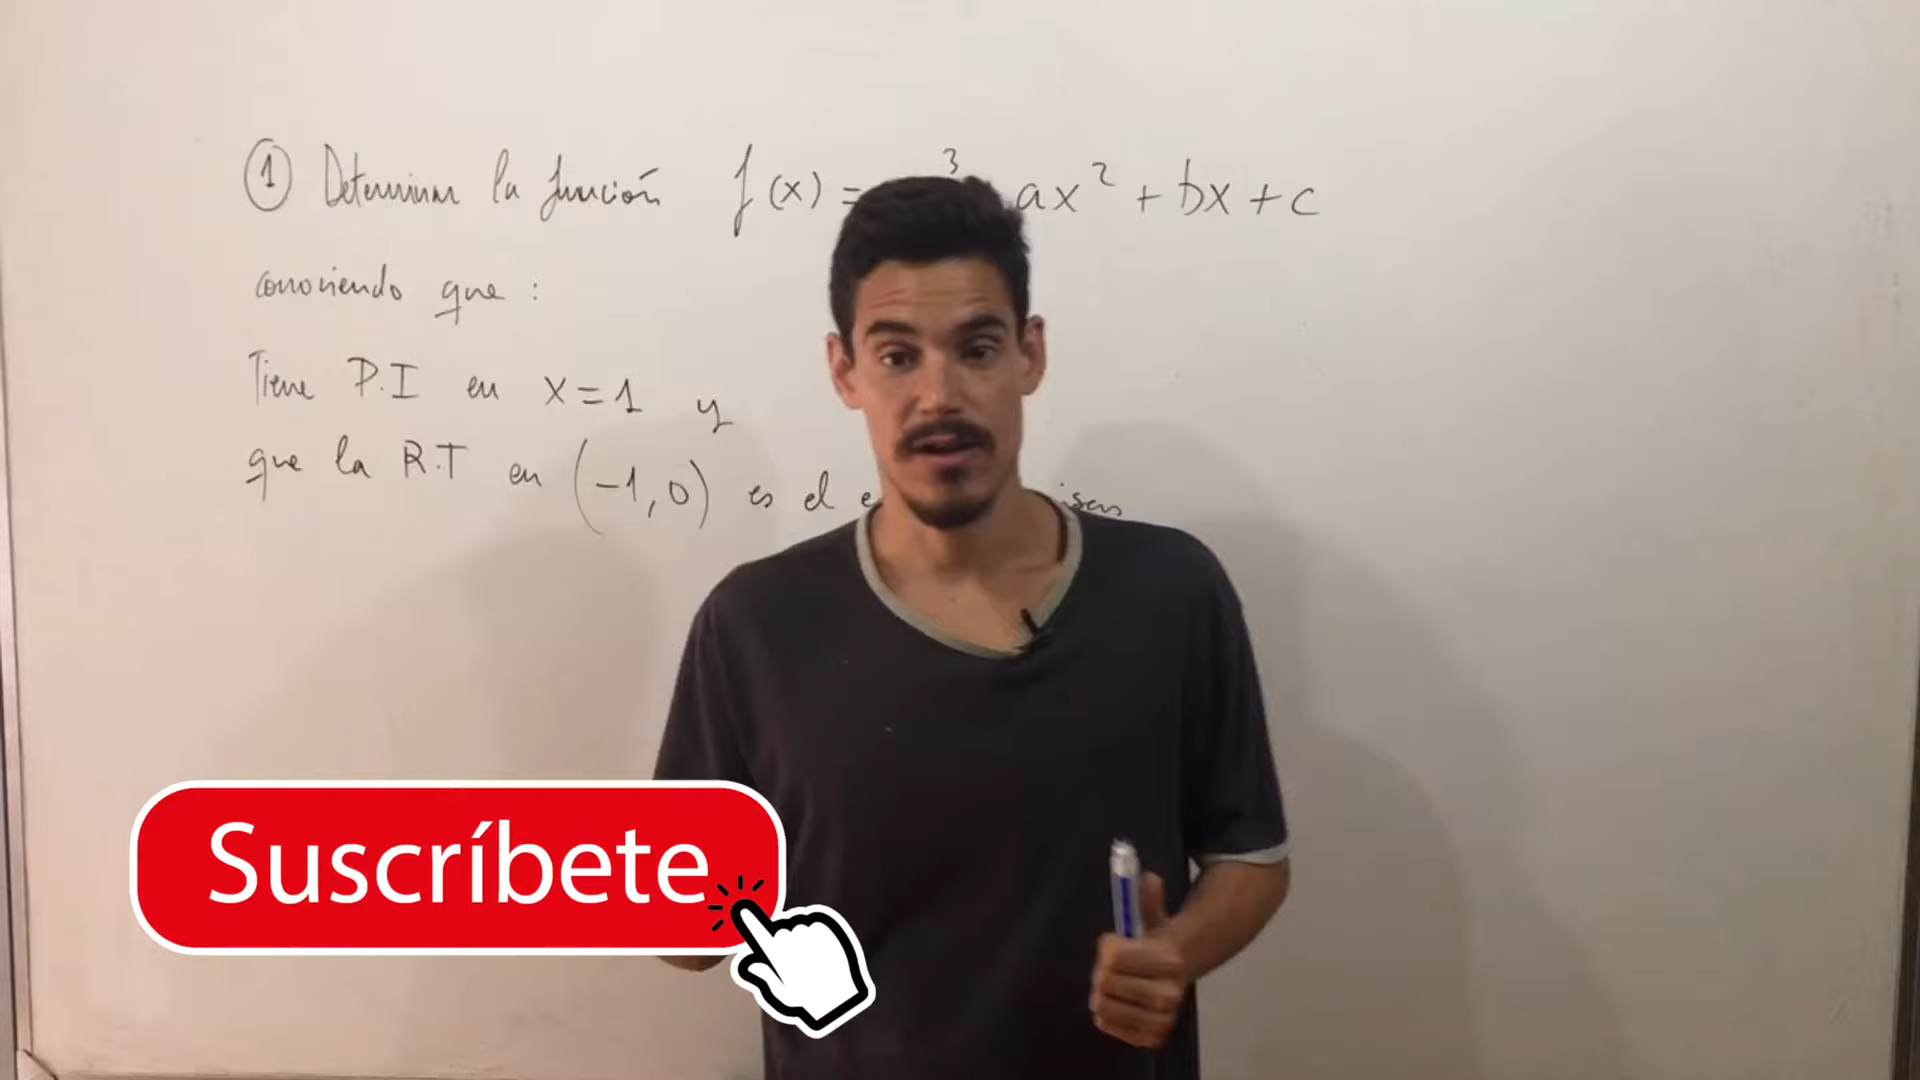 ① Determinar la función f(x) = ³ ax² + bx + c
conociendo que :
Tiene P.I en x=1 y
que la R.T en (-1,0) es el e
Suscríbete